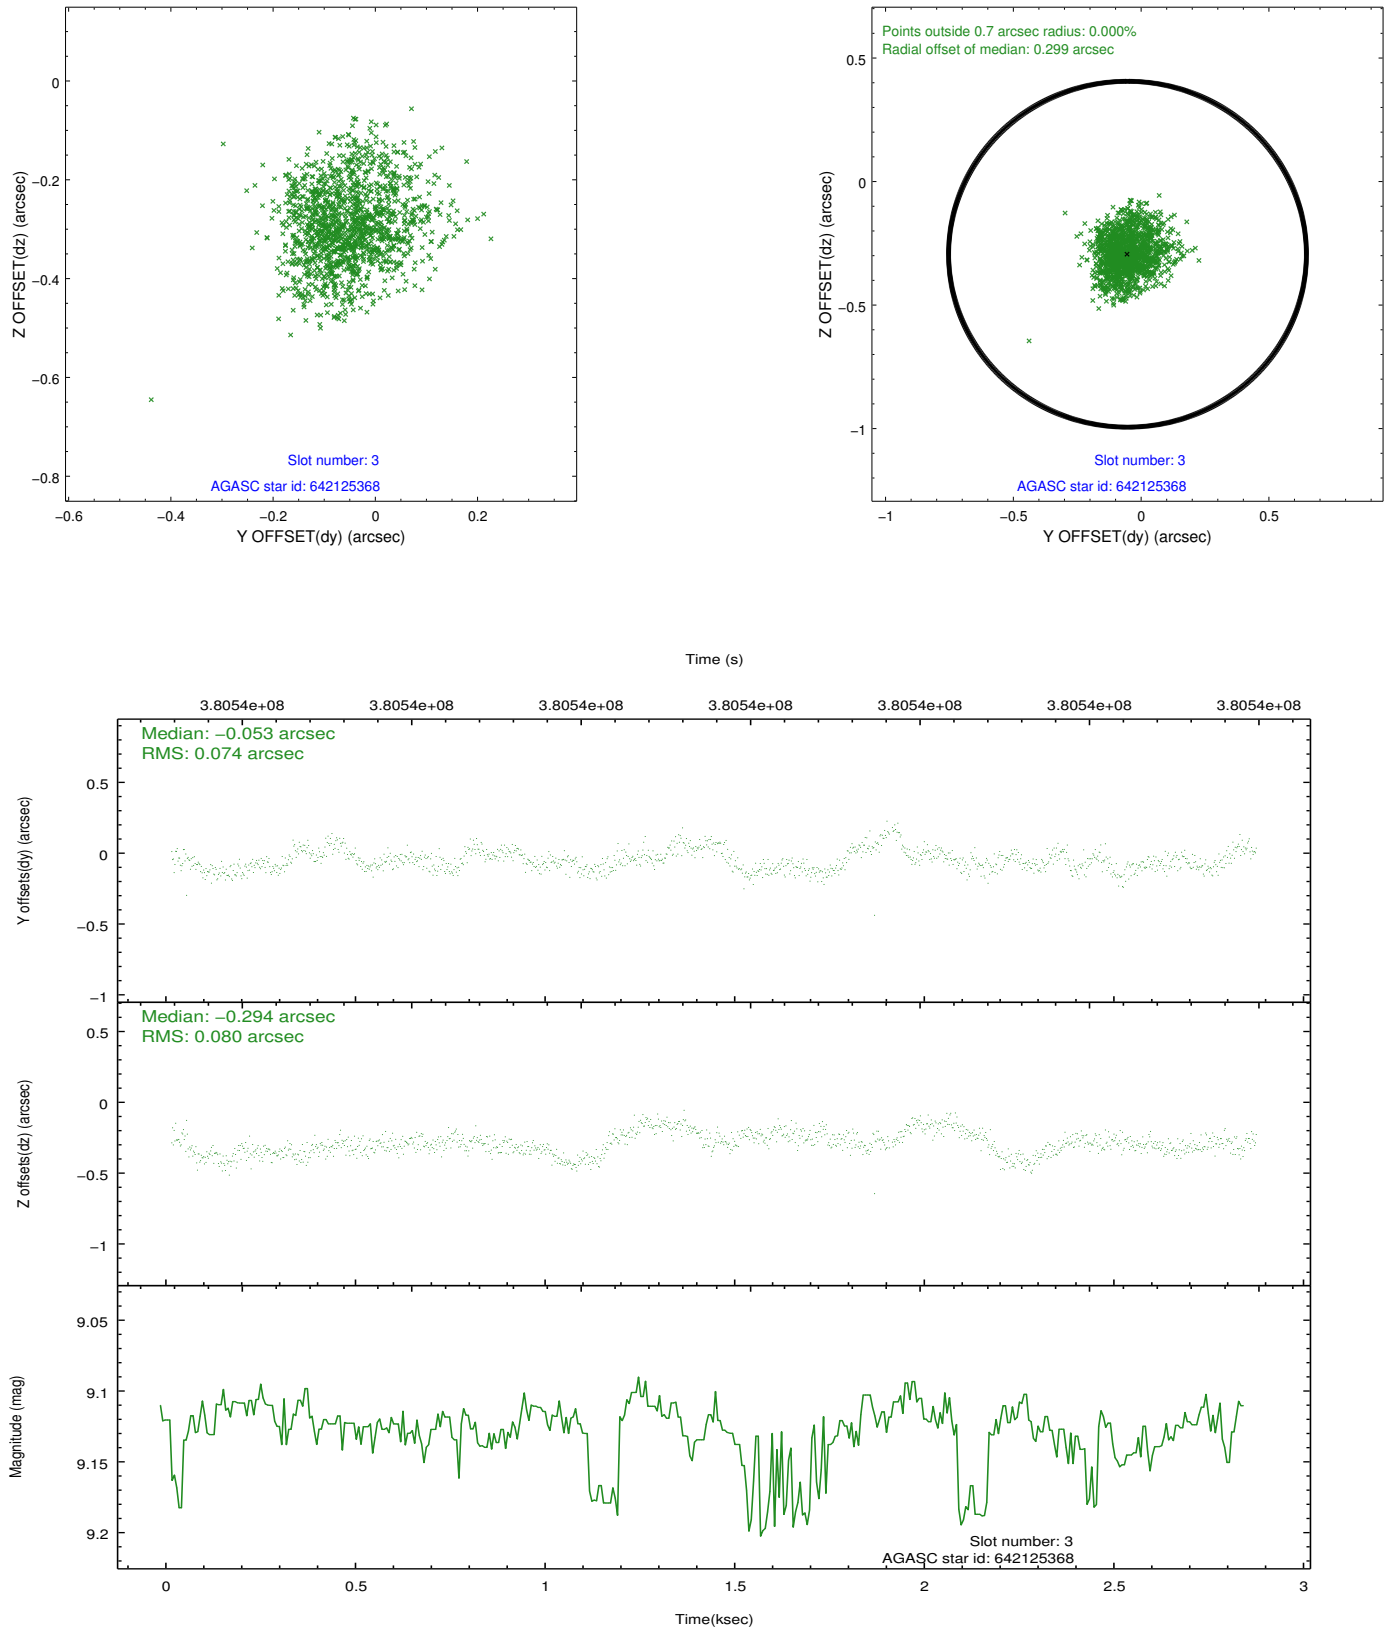 0
−0.2
−0.4
−0.6
−0.8
Z OFFSET(dz) (arcsec)
Slot number: 3
AGASC star id: 642125368
−0.6 −0.4 −0.2 0 0.2
Y OFFSET(dy) (arcsec)
Points outside 0.7 arcsec radius: 0.000%
Radial offset of median: 0.299 arcsec
0.5
0
−0.5
−1
Z OFFSET(dz) (arcsec)
Slot number: 3
AGASC star id: 642125368
−1 −0.5 0 0.5
Y OFFSET(dy) (arcsec)
Time (s)
3.8054e+08 3.8054e+08 3.8054e+08 3.8054e+08 3.8054e+08 3.8054e+08 3.8054e+08
Median: −0.053 arcsec
RMS: 0.074 arcsec
0.5
0
−0.5
−1
Y offsets(dy) (arcsec)
Median: −0.294 arcsec
RMS: 0.080 arcsec
0.5
0
−0.5
−1
Z offsets(dz) (arcsec)
9.05
9.1
9.15
9.2
Magnitude (mag)
Slot number: 3
AGASC star id: 642125368
0 0.5 1 1.5 2 2.5 3
Time(ksec)